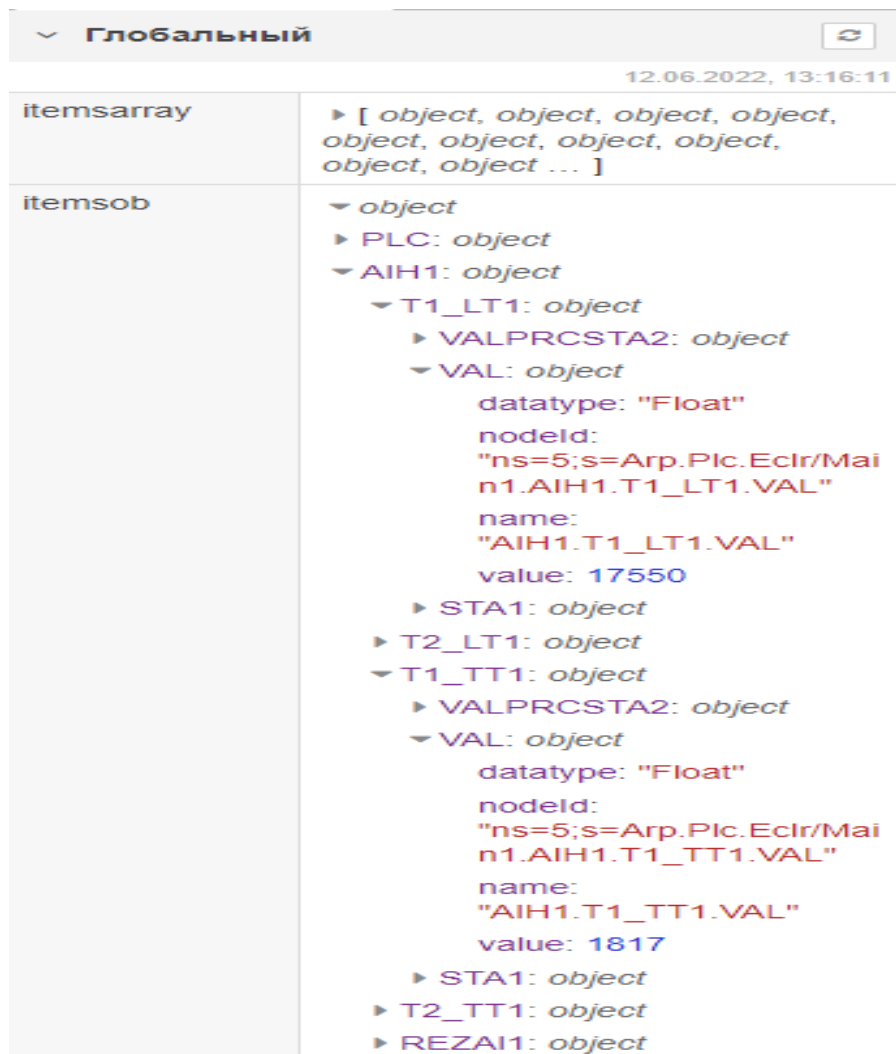 Глобальный
12.06.2022, 13:16:11
itemsarray
[ object, object, object, object,
object, object, object, object,
object, object ... ]
itemsob
object
PLC: object
AIH1: object
T1_LT1: object
VALPRCSTA2: object
VAL: object
datatype: "Float"
nodeId:
"ns=5;s=Arp.Plc.Eclr/Mai
n1.AIH1.T1_LT1.VAL"
name:
"AIH1.T1_LT1.VAL"
value: 17550
STA1: object
T2_LT1: object
T1_TT1: object
VALPRCSTA2: object
VAL: object
datatype: "Float"
nodeId:
"ns=5;s=Arp.Plc.Eclr/Mai
n1.AIH1.T1_TT1.VAL"
name:
"AIH1.T1_TT1.VAL"
value: 1817
STA1: object
T2_TT1: object
REZAI1: object